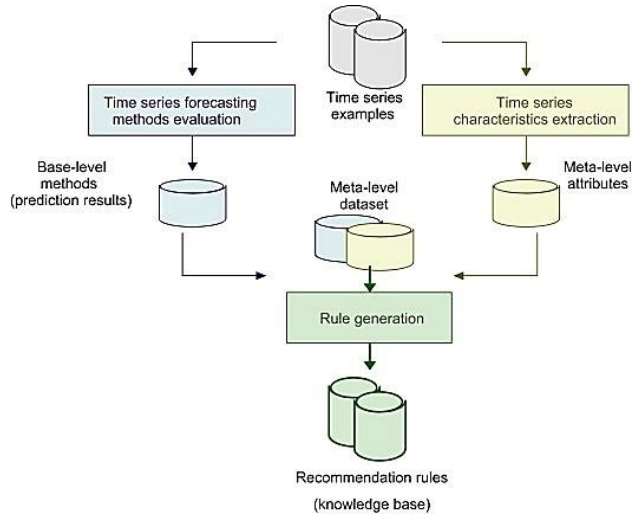 Time series
examples
Time series forecasting
methods evaluation
Time series
characteristics extraction
Base-level
methods
(prediction results)
Meta-level
attributes
Meta-level
dataset
Rule generation
Recommendation rules
(knowledge base)